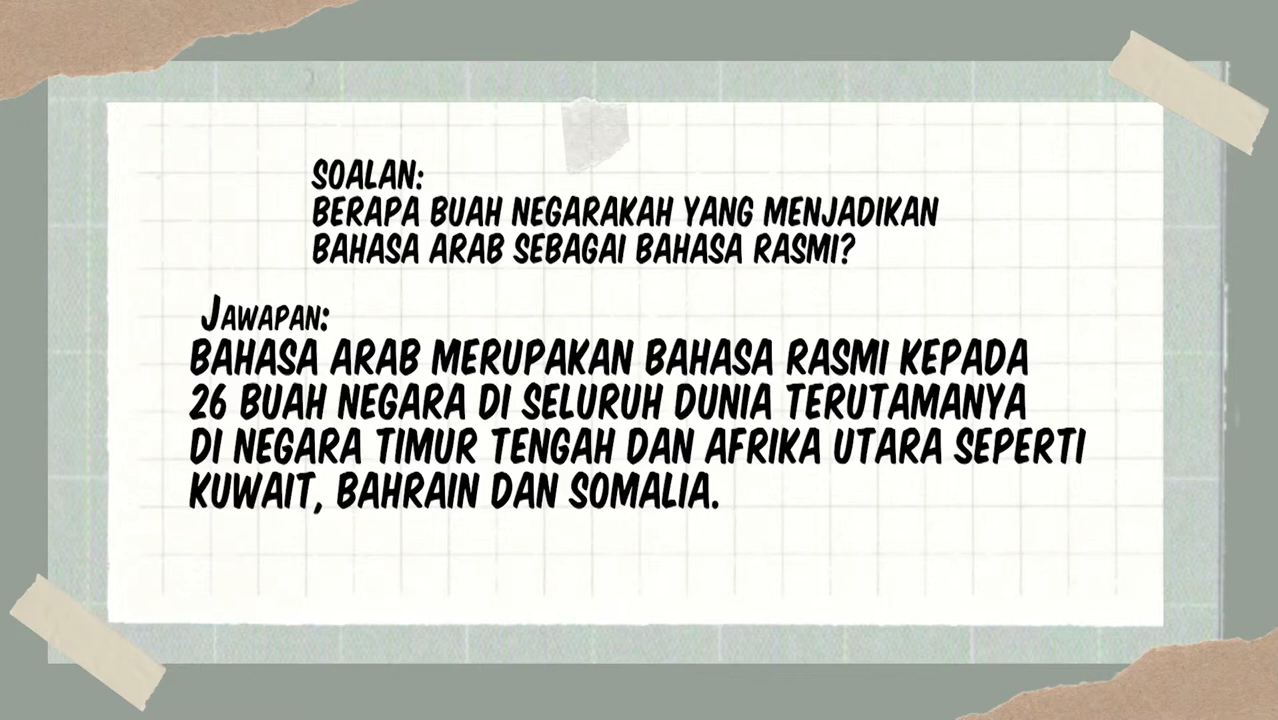 SOALAN:
BERAPA BUAH NEGARAKAH YANG MENJADIKAN
BAHASA ARAB SEBAGAI BAHASA RASMI?
JAWAPAN:
BAHASA ARAB MERUPAKAN BAHASA RASMI KEPADA
26 BUAH NEGARA DI SELURUH DUNIA TERUTAMANYA
DI NEGARA TIMUR TENGAH DAN AFRIKA UTARA SEPERTI
KUWAIT, BAHRAIN DAN SOMALIA.